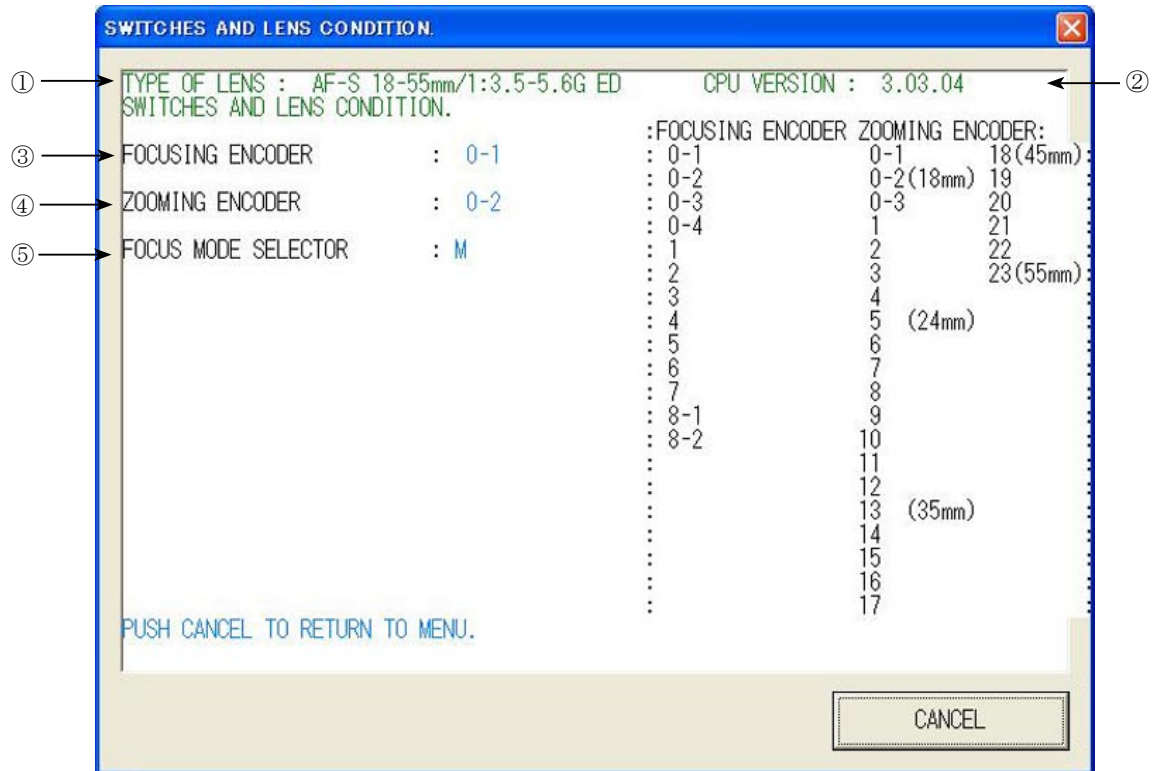 SWITCHES AND LENS CONDITION.
① TYPE OF LENS : AF-S 18-55mm/1:3.5-5.6G ED CPU VERSION : 3.03.04 ②
SWITCHES AND LENS CONDITION.
:FOCUSING ENCODER ZOOMING ENCODER:
③ FOCUSING ENCODER : 0-1 : 0-1 0-1 18(45mm):
: 0-2 0-2(18mm) 19 :
④ ZOOMING ENCODER : 0-2 : 0-3 0-3 20 :
: 0-4 1 21 :
⑤ FOCUS MODE SELECTOR : M : 1 2 22 :
: 2 3 23(55mm):
: 3 4 :
: 4 5 (24mm) :
: 5 6 :
: 6 7 :
: 7 8 :
: 8-1 9 :
: 8-2 10 :
: 11 :
: 12 :
: 13 (35mm) :
: 14 :
: 15 :
: 16 :
: 17 :
PUSH CANCEL TO RETURN TO MENU.
CANCEL